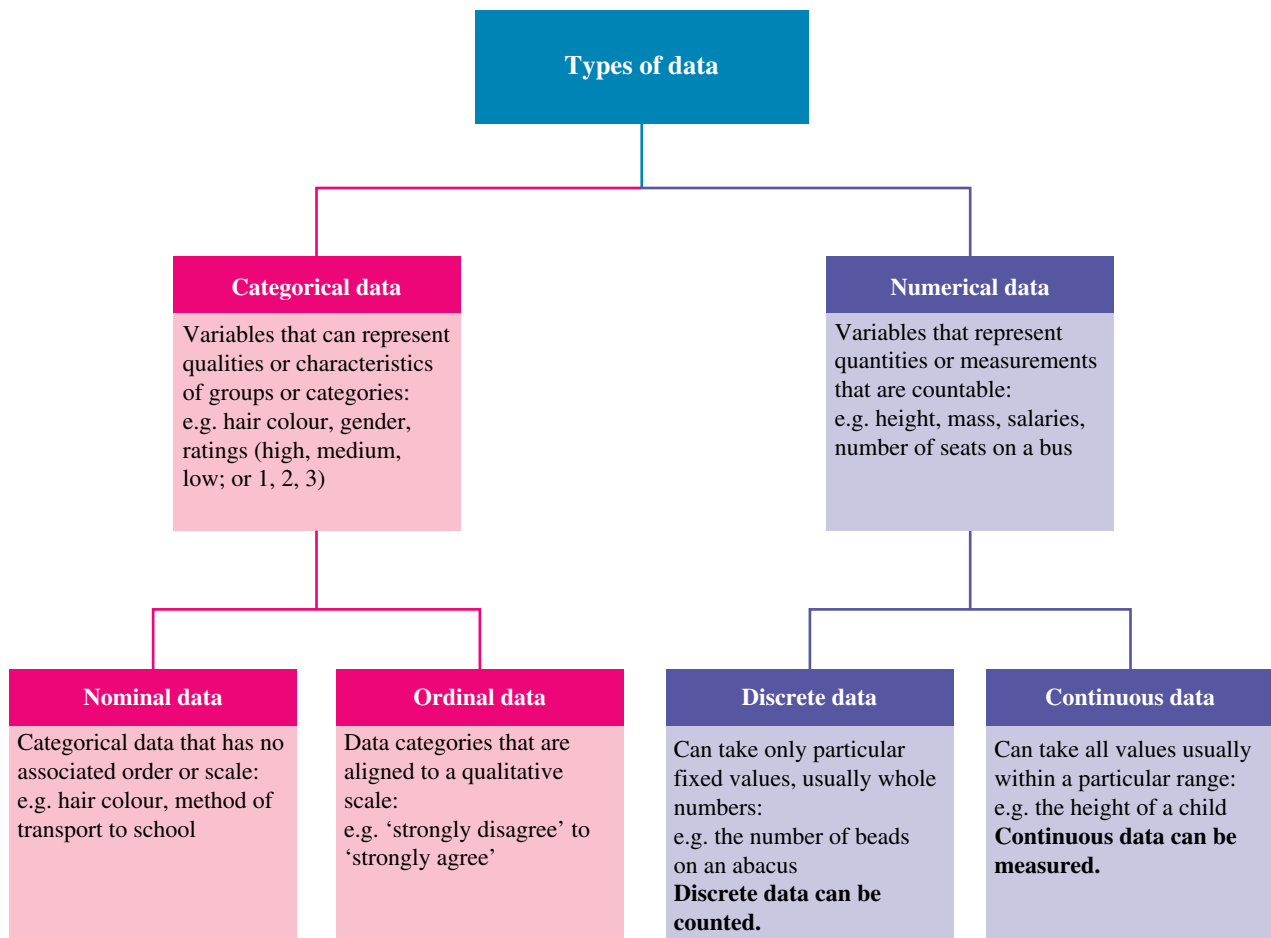 Types of data
Categorical data
Variables that can represent
qualities or characteristics
of groups or categories:
e.g. hair colour, gender,
ratings (high, medium,
low; or 1, 2, 3)
Numerical data
Variables that represent
quantities or measurements
that are countable:
e.g. height, mass, salaries,
number of seats on a bus
Nominal data
Categorical data that has no
associated order or scale:
e.g. hair colour, method of
transport to school
Ordinal data
Data categories that are
aligned to a qualitative
scale:
e.g. ‘strongly disagree’ to
‘strongly agree’
Discrete data
Can take only particular
fixed values, usually whole
numbers:
e.g. the number of beads
on an abacus
Discrete data can be
counted.
Continuous data
Can take all values usually
within a particular range:
e.g. the height of a child
Continuous data can be
measured.